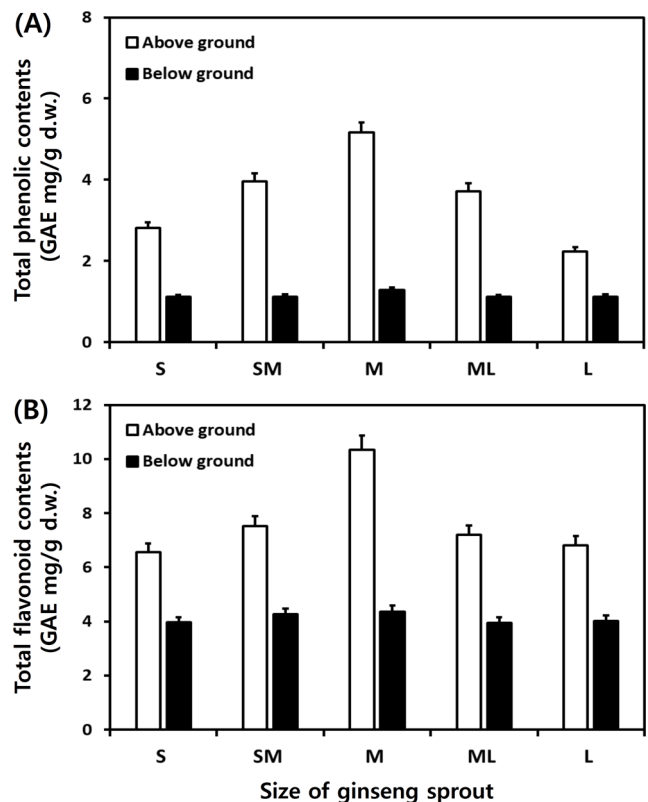 (A)
Total phenolic contents
(GAE mg/g d.w.)
8
6
4
2
0
Above ground
Below ground
S SM M ML L
(B)
Total flavonoid contents
(GAE mg/g d.w.)
12
10
8
6
4
2
0
Above ground
Below ground
S SM M ML L
Size of ginseng sprout